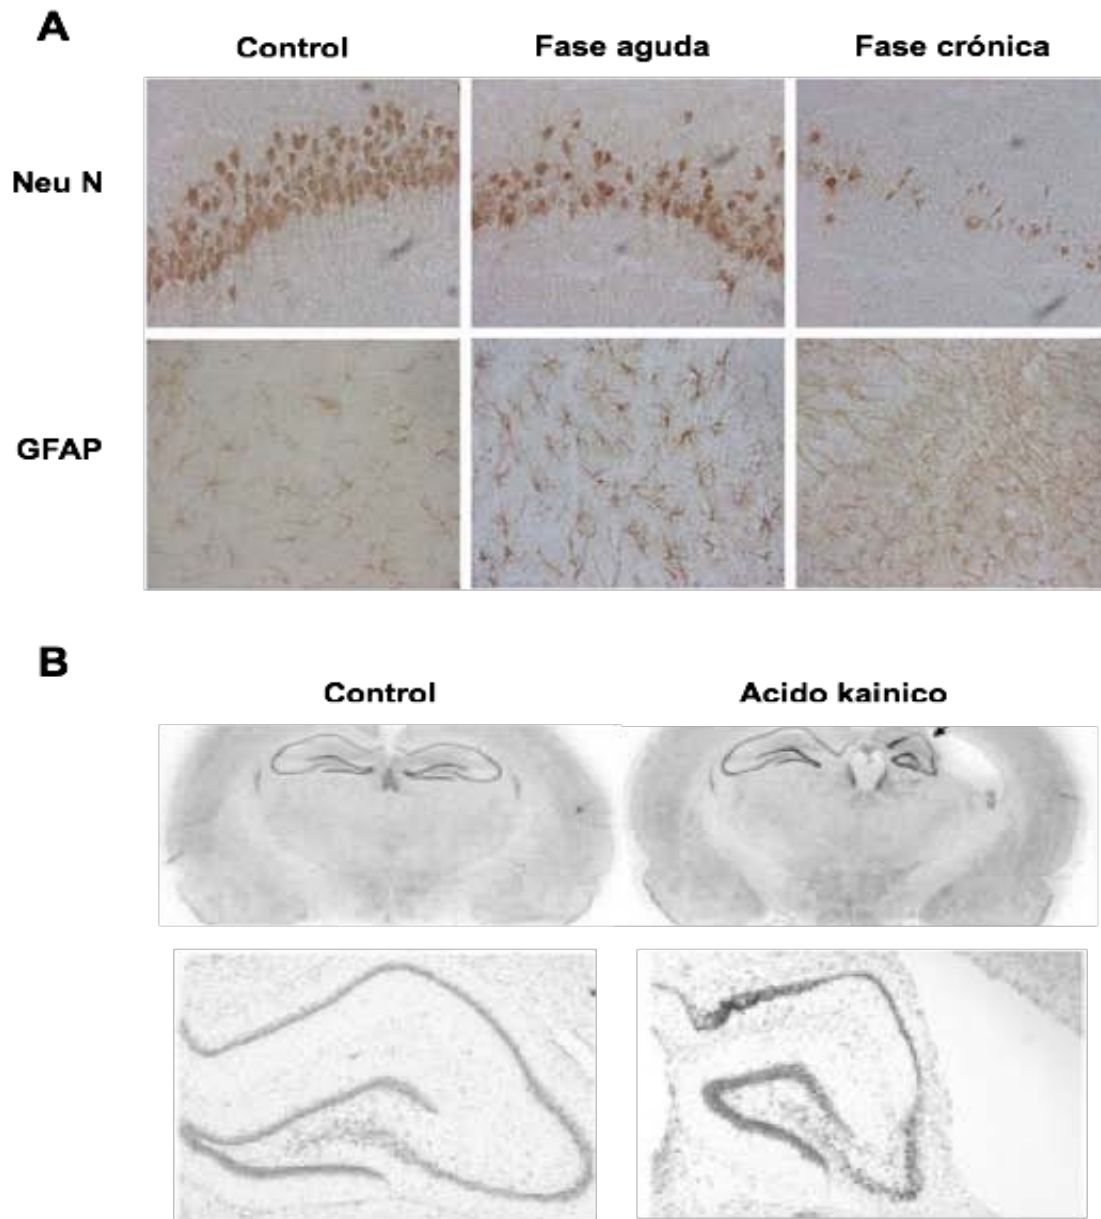 A
Control Fase aguda Fase crónica
Neu N
GFAP
B
Control Acido kainico